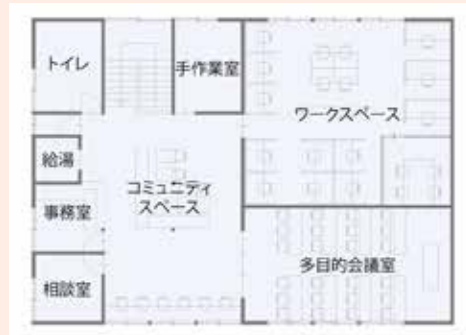 トイレ
手作業室
ワークスペース
給湯
コミュニティ
スペース
事務室
多目的会議室
相談室